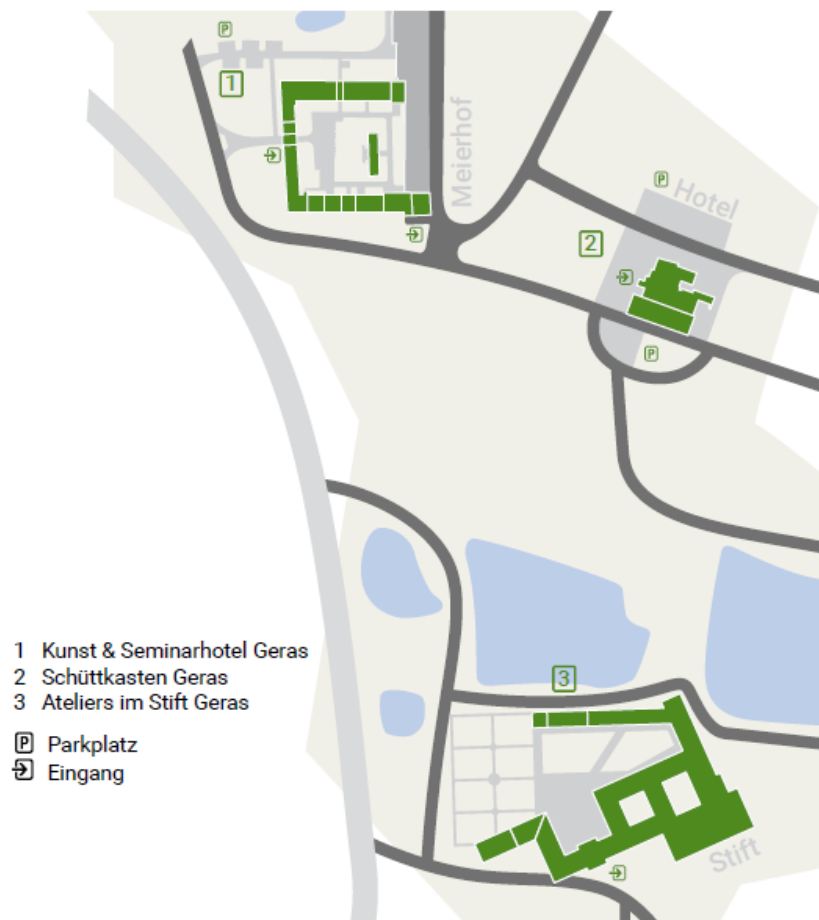 P
1
Meierhof
P
Hotel
2
P
1 Kunst & Seminarhotel Geras
2 Schüttkasten Geras
3 Ateliers im Stift Geras
P Parkplatz
Eingang
3
Stift